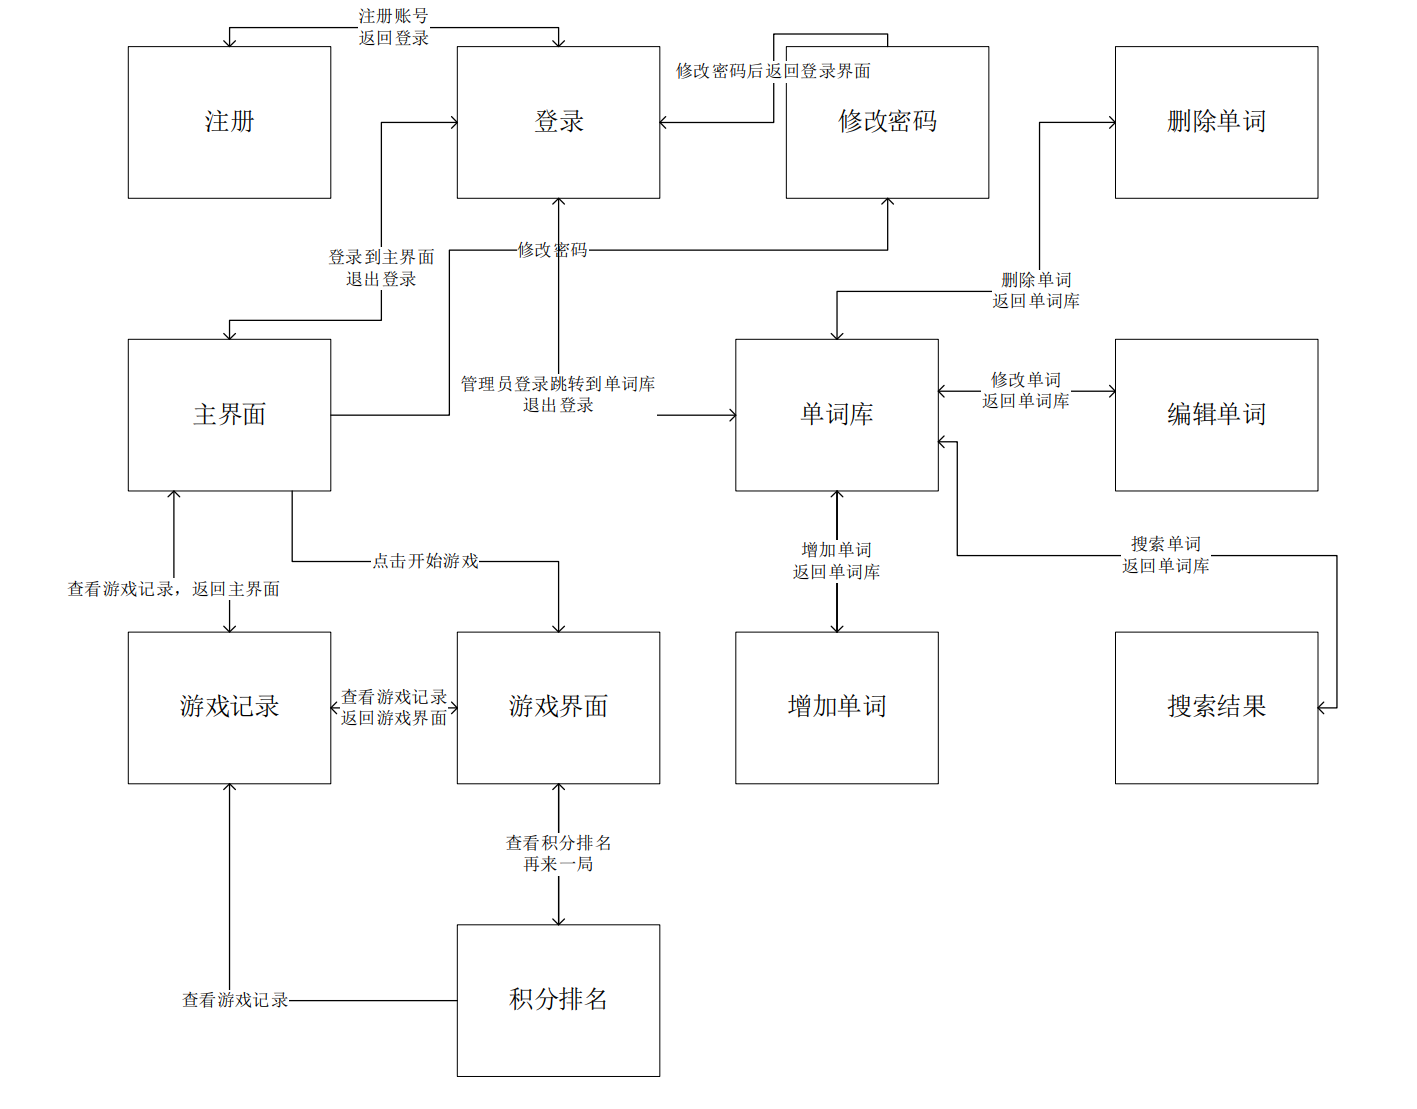 注册账号
返回登录
修改密码后返回登录界面
注册
登录
修改密码
删除单词
修改密码
登录到主界面
退出登录
删除单词
返回单词库
管理员登录跳转到单词库
退出登录
修改单词
返回单词库
主界面
单词库
编辑单词
点击开始游戏
增加单词
返回单词库
搜索单词
返回单词库
查看游戏记录，返回主界面
查看游戏记录
返回游戏界面
游戏记录
游戏界面
增加单词
搜索结果
查看积分排名
再来一局
查看游戏记录
积分排名